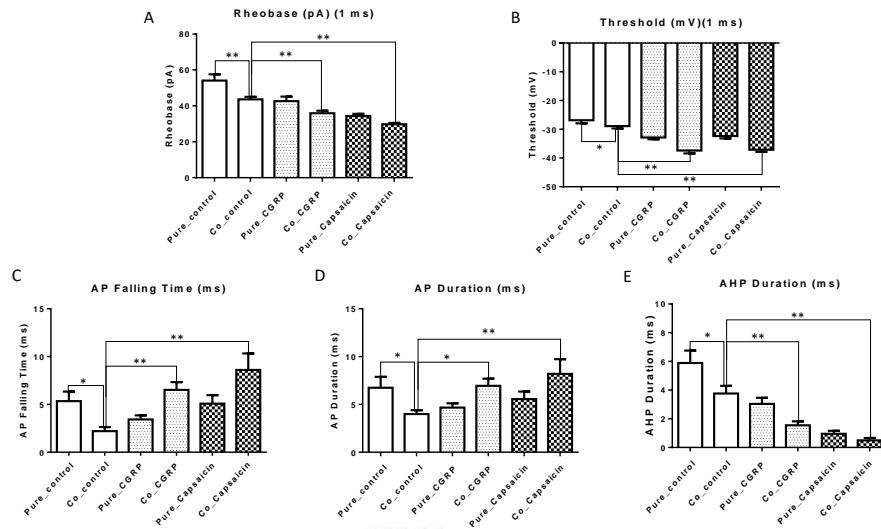 A
Rheobase (pA) (1 ms)
Rheobase (pA)
80
60
40
20
0
**
**
**
Pure_control
Co_control
Pure_CGRP
Co_CGRP
Pure_Capsaicin
Co_Capsaicin
B
Threshold (mV)(1 ms)
Threshold (mV)
0
-10
-20
-30
-40
-50
*
**
**
Pure_control
Co_control
Pure_CGRP
Co_CGRP
Pure_Capsaicin
Co_Capsaicin
C
AP Falling Time (ms)
AP Falling Time (ms)
15
10
5
0
*
**
**
Pure_control
Co_control
Pure_CGRP
Co_CGRP
Pure_Capsaicin
Co_Capsaicin
D
AP Duration (ms)
AP Duration (ms)
15
10
5
0
*
*
**
Pure_control
Co_control
Pure_CGRP
Co_CGRP
Pure_Capsaicin
Co_Capsaicin
E
AHP Duration (ms)
AHP Duration (ms)
10
8
6
4
2
0
*
**
**
Pure_control
Co_control
Pure_CGRP
Co_CGRP
Pure_Capsaicin
Co_Capsaicin